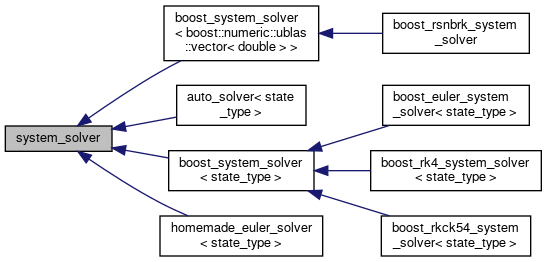 boost_system_solver
< boost::numeric::ublas
::vector< double > >
boost_rsnbrk_system
_solver
auto_solver< state
_type >
boost_euler_system
_solver< state_type >
system_solver
boost_system_solver
< state_type >
boost_rk4_system_solver
< state_type >
homemade_euler_solver
< state_type >
boost_rkck54_system
_solver< state_type >